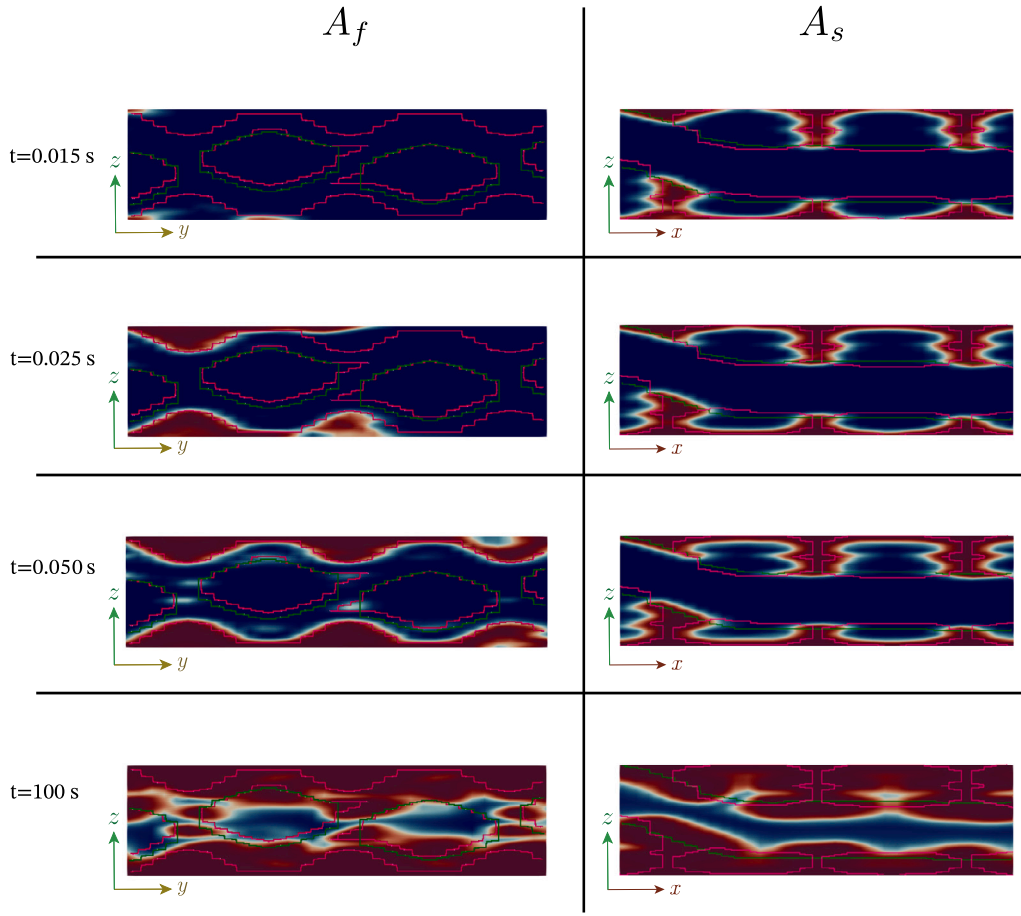 A_f A_s
t=0.015 s z y z x
t=0.025 s z y z x
t=0.050 s z y z x
t=100 s z y z x